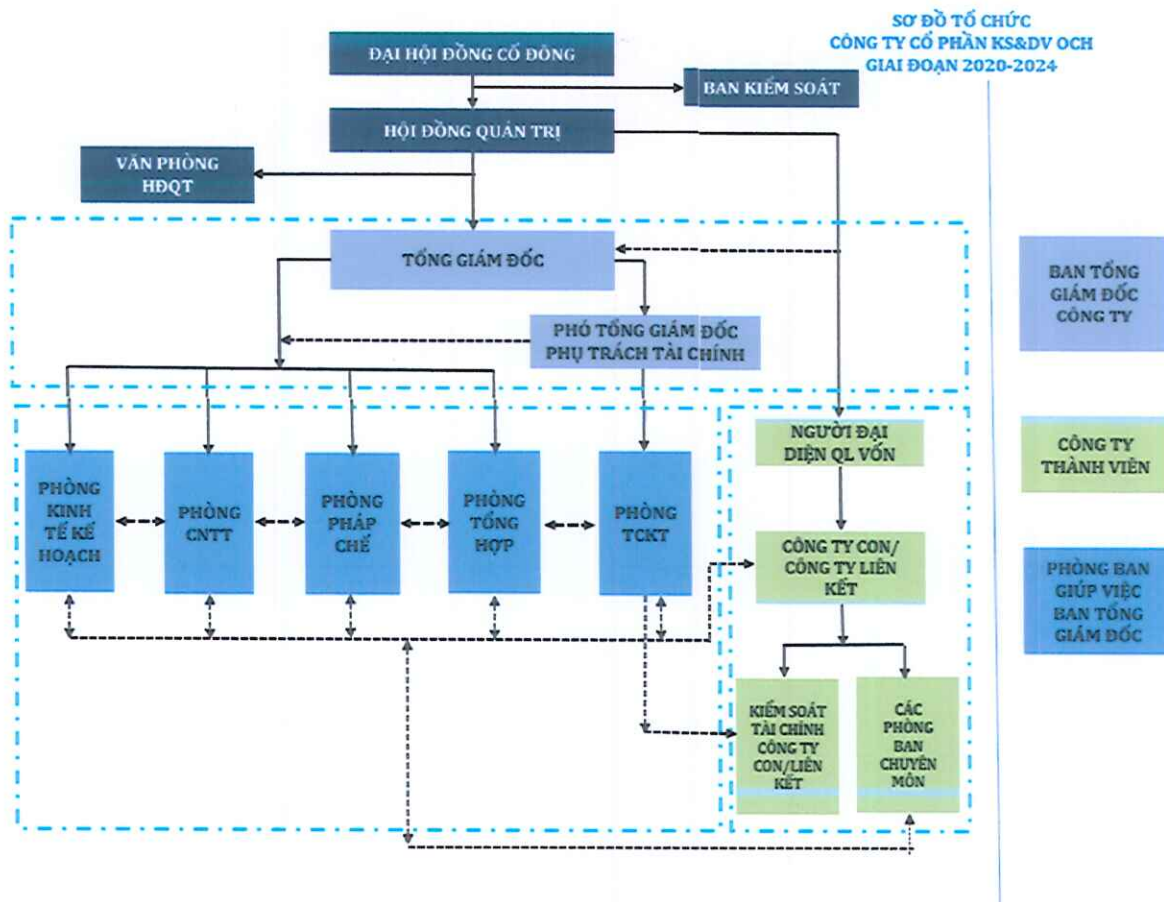 SƠ ĐỒ TỔ CHỨC
CÔNG TY CỔ PHẦN KS&DV OCH
GIAI ĐOẠN 2020-2024
ĐẠI HỘI ĐỒNG CỔ ĐÔNG
BAN KIỂM SOÁT
HỘI ĐỒNG QUẢN TRỊ
VĂN PHÒNG
HĐQT
TỔNG GIÁM ĐỐC
PHÓ TỔNG GIÁM ĐỐC
PHỤ TRÁCH TÀI CHÍNH
BAN TỔNG
GIÁM ĐỐC
CÔNG TY
NGƯỜI ĐẠI
DIỆN QL VỐN
CÔNG TY
THÀNH VIÊN
PHÒNG
KINH
TẾ KẾ
HOẠCH
PHÒNG
CNTT
PHÒNG
PHÁP
CHẾ
PHÒNG
TỔNG
HỢP
PHÒNG
TCKT
CÔNG TY CON/
CÔNG TY LIÊN
KẾT
PHÒNG BAN
GIÚP VIỆC
BAN TỔNG
GIÁM ĐỐC
KIỂM SOÁT
TÀI CHÍNH
CÔNG TY
CON/LIÊN
KẾT
CÁC
PHÒNG
BAN
CHUYÊN
MÔN